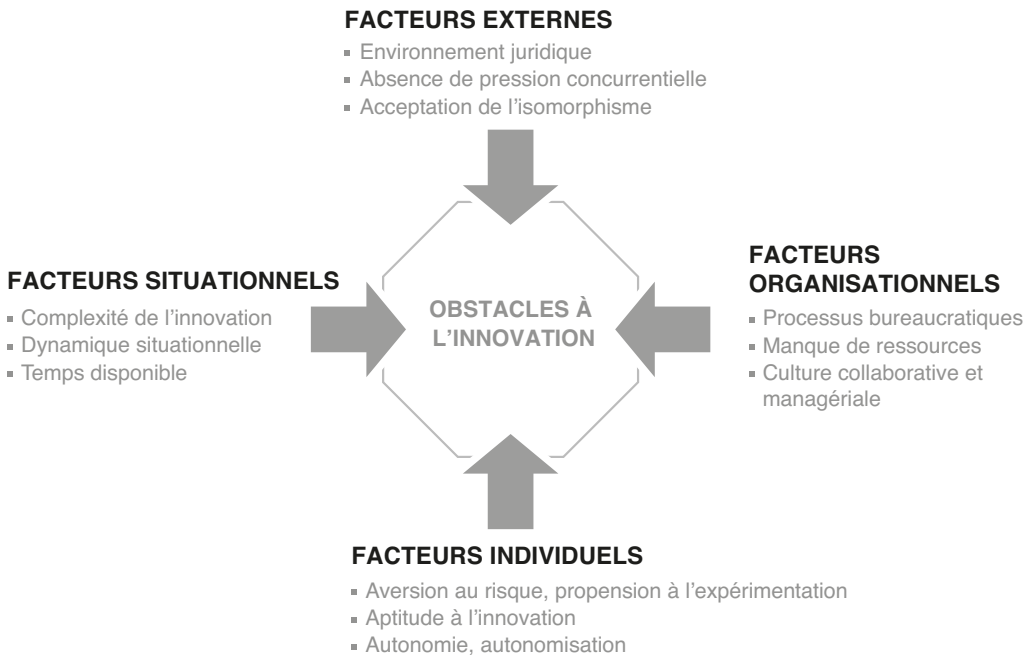 FACTEURS EXTERNES
▪ Environnement juridique
▪ Absence de pression concurrentielle
▪ Acceptation de l’isomorphisme
FACTEURS SITUATIONNELS
▪ Complexité de l’innovation
▪ Dynamique situationnelle
▪ Temps disponible
OBSTACLES À
L’INNOVATION
FACTEURS
ORGANISATIONNELS
▪ Processus bureaucratiques
▪ Manque de ressources
▪ Culture collaborative et
managériale
FACTEURS INDIVIDUELS
▪ Aversion au risque, propension à l’expérimentation
▪ Aptitude à l’innovation
▪ Autonomie, autonomisation